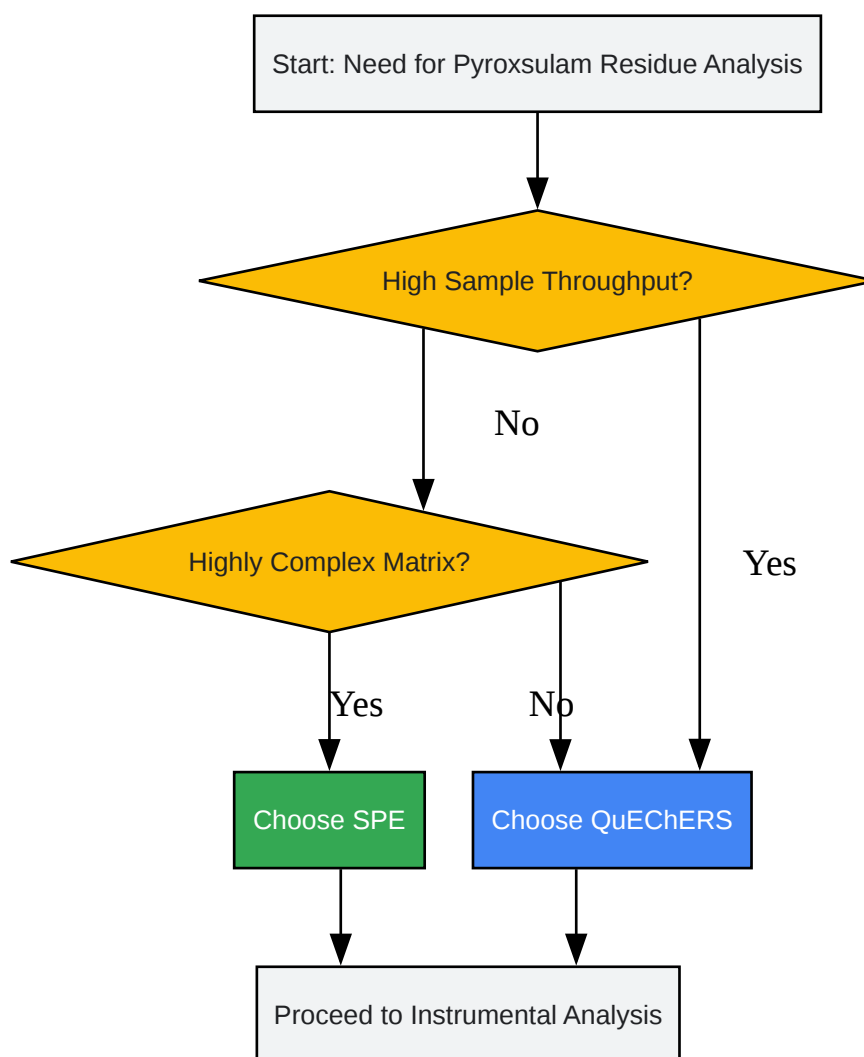 Start: Need for Pyroxsulam Residue Analysis
High Sample Throughput?
No
Highly Complex Matrix?
Yes
Yes
No
Choose SPE
Choose QuEChERS
Proceed to Instrumental Analysis